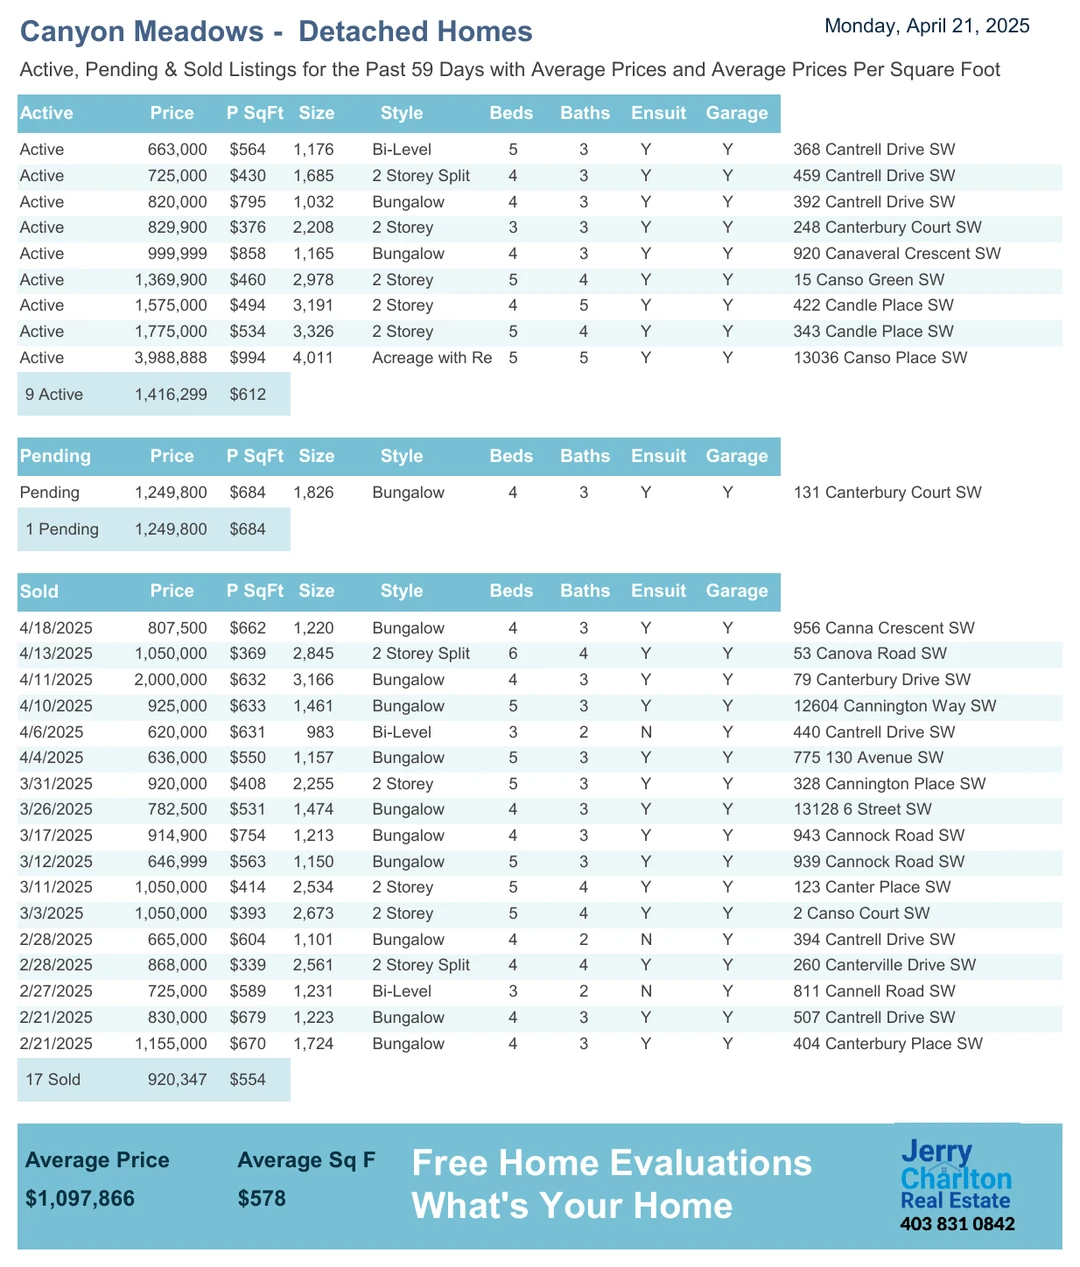 Canyon Meadows -  Detached Homes
Monday, April 21, 2025
Active, Pending & Sold Listings for the Past 59 Days with Average Prices and Average Prices Per Square Foot
Active Price P SqFt Size Style Beds Baths Ensuit Garage
Active 663,000 $564 1,176 Bi-Level 5 3 Y Y 368 Cantrell Drive SW
Active 725,000 $430 1,685 2 Storey Split 4 3 Y Y 459 Cantrell Drive SW
Active 820,000 $795 1,032 Bungalow 4 3 Y Y 392 Cantrell Drive SW
Active 829,900 $376 2,208 2 Storey 3 3 Y Y 248 Canterbury Court SW
Active 999,999 $858 1,165 Bungalow 4 3 Y Y 920 Canaveral Crescent SW
Active 1,369,900 $460 2,978 2 Storey 5 4 Y Y 15 Canso Green SW
Active 1,575,000 $494 3,191 2 Storey 4 5 Y Y 422 Candle Place SW
Active 1,775,000 $534 3,326 2 Storey 5 4 Y Y 343 Candle Place SW
Active 3,988,888 $994 4,011 Acreage with Re 5 5 Y Y 13036 Canso Place SW
9 Active 1,416,299 $612
Pending Price P SqFt Size Style Beds Baths Ensuit Garage
Pending 1,249,800 $684 1,826 Bungalow 4 3 Y Y 131 Canterbury Court SW
1 Pending 1,249,800 $684
Sold Price P SqFt Size Style Beds Baths Ensuit Garage
4/18/2025 807,500 $662 1,220 Bungalow 4 3 Y Y 956 Canna Crescent SW
4/13/2025 1,050,000 $369 2,845 2 Storey Split 6 4 Y Y 53 Canova Road SW
4/11/2025 2,000,000 $632 3,166 Bungalow 4 3 Y Y 79 Canterbury Drive SW
4/10/2025 925,000 $633 1,461 Bungalow 5 3 Y Y 12604 Cannington Way SW
4/6/2025 620,000 $631 983 Bi-Level 3 2 N Y 440 Cantrell Drive SW
4/4/2025 636,000 $550 1,157 Bungalow 5 3 Y Y 775 130 Avenue SW
3/31/2025 920,000 $408 2,255 2 Storey 5 3 Y Y 328 Cannington Place SW
3/26/2025 782,500 $531 1,474 Bungalow 4 3 Y Y 13128 6 Street SW
3/17/2025 914,900 $754 1,213 Bungalow 4 3 Y Y 943 Cannock Road SW
3/12/2025 646,999 $563 1,150 Bungalow 5 3 Y Y 939 Cannock Road SW
3/11/2025 1,050,000 $414 2,534 2 Storey 5 4 Y Y 123 Canter Place SW
3/3/2025 1,050,000 $393 2,673 2 Storey 5 4 Y Y 2 Canso Court SW
2/28/2025 665,000 $604 1,101 Bungalow 4 2 N Y 394 Cantrell Drive SW
2/28/2025 868,000 $339 2,561 2 Storey Split 4 4 Y Y 260 Canterville Drive SW
2/27/2025 725,000 $589 1,231 Bi-Level 3 2 N Y 811 Cannell Road SW
2/21/2025 830,000 $679 1,223 Bungalow 4 3 Y Y 507 Cantrell Drive SW
2/21/2025 1,155,000 $670 1,724 Bungalow 4 3 Y Y 404 Canterbury Place SW
17 Sold 920,347 $554
Average Price Average Sq F
$1,097,866 $578
Free Home Evaluations
What's Your Home
Jerry
Charlton
Real Estate
403 831 0842